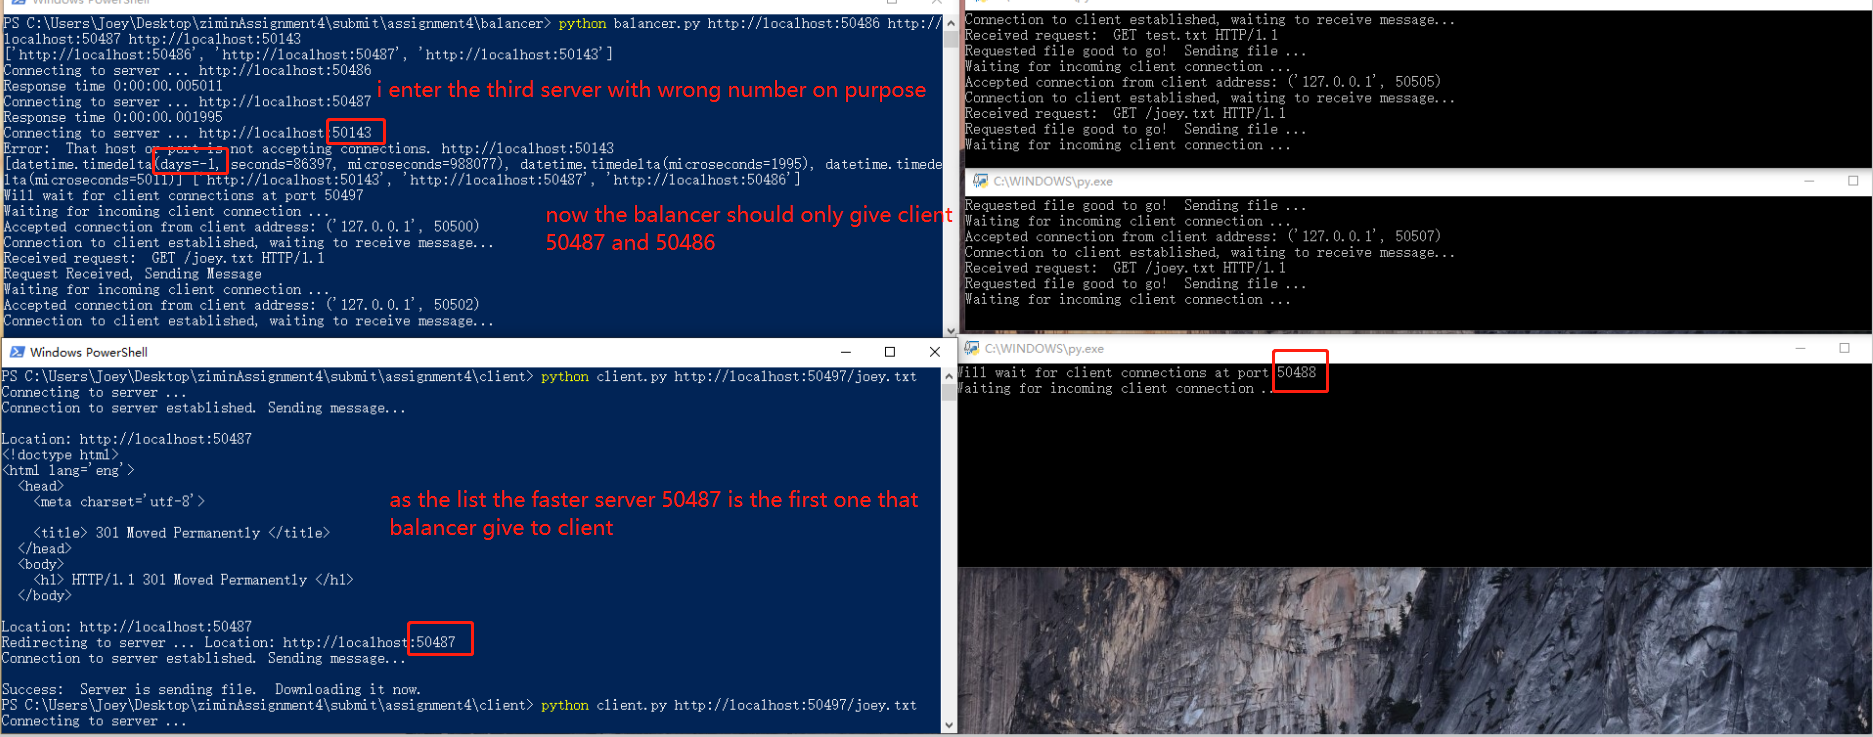 Windows PowerShell
PS C:\Users\Joey\Desktop\ziminAssignment4\submit\assignment4\balancer> python balancer.py http://localhost:50486 http://
localhost:50487 http://localhost:50143
['http://localhost:50486', 'http://localhost:50487', 'http://localhost:50143']
Connecting to server ... http://localhost:50486
Response time 0:00:00.005011
Connecting to server ... http://localhost:50487
Response time 0:00:00.001995
Connecting to server ... http://localhost:50143
Error:  That host or port is not accepting connections. http://localhost:50143
[datetime.timedelta(days=-1, seconds=86397, microseconds=988077), datetime.timedelta(microseconds=1995), datetime.timede
lta(microseconds=5011)] ['http://localhost:50143', 'http://localhost:50487', 'http://localhost:50486']
Will wait for client connections at port 50497
Waiting for incoming client connection ...
Accepted connection from client address: ('127.0.0.1', 50500)
Connection to client established, waiting to receive message...
Received request:  GET /joey.txt HTTP/1.1
Request Received, Sending Message
Waiting for incoming client connection ...
Accepted connection from client address: ('127.0.0.1', 50502)
Connection to client established, waiting to receive message...
i enter the third server with wrong number on purpose
now the balancer should only give client
50487 and 50486
Windows PowerShell
PS C:\Users\Joey\Desktop\ziminAssignment4\submit\assignment4\client> python client.py http://localhost:50497/joey.txt
Connecting to server ...
Connection to server established. Sending message...
Location: http://localhost:50487
<!doctype html>
<html lang='eng'>
<head>
<meta charset='utf-8'>
<title> 301 Moved Permanently </title>
</head>
<body>
<h1> HTTP/1.1 301 Moved Permanently </h1>
</body>
Location: http://localhost:50487
Redirecting to server ... Location: http://localhost:50487
Connection to server established. Sending message...
Success:  Server is sending file.  Downloading it now.
PS C:\Users\Joey\Desktop\ziminAssignment4\submit\assignment4\client> python client.py http://localhost:50497/joey.txt
Connecting to server ...
as the list the faster server 50487 is the first one that
balancer give to client
Connection to client established, waiting to receive message...
Received request:  GET test.txt HTTP/1.1
Requested file good to go!  Sending file ...
Waiting for incoming client connection ...
Accepted connection from client address: ('127.0.0.1', 50505)
Connection to client established, waiting to receive message...
Received request:  GET /joey.txt HTTP/1.1
Requested file good to go!  Sending file ...
Waiting for incoming client connection ...
C:\WINDOWS\py.exe
Requested file good to go!  Sending file ...
Waiting for incoming client connection ...
Accepted connection from client address: ('127.0.0.1', 50507)
Connection to client established, waiting to receive message...
Received request:  GET /joey.txt HTTP/1.1
Requested file good to go!  Sending file ...
Waiting for incoming client connection ...
C:\WINDOWS\py.exe
Will wait for client connections at port 50488
Waiting for incoming client connection ..